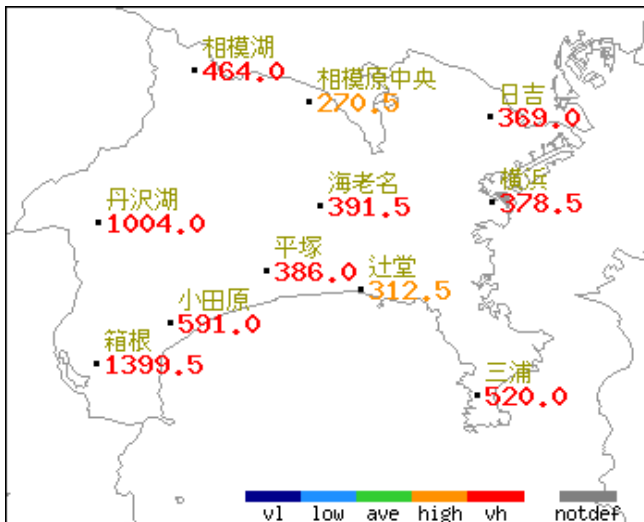 相模湖
464.0
相模原中央
270.5
日吉
369.0
丹沢湖
1004.0
海老名
391.5
横浜
378.5
平塚
386.0
辻堂
312.5
小田原
591.0
箱根
1399.5
三浦
520.0
vl low ave high vh notdef